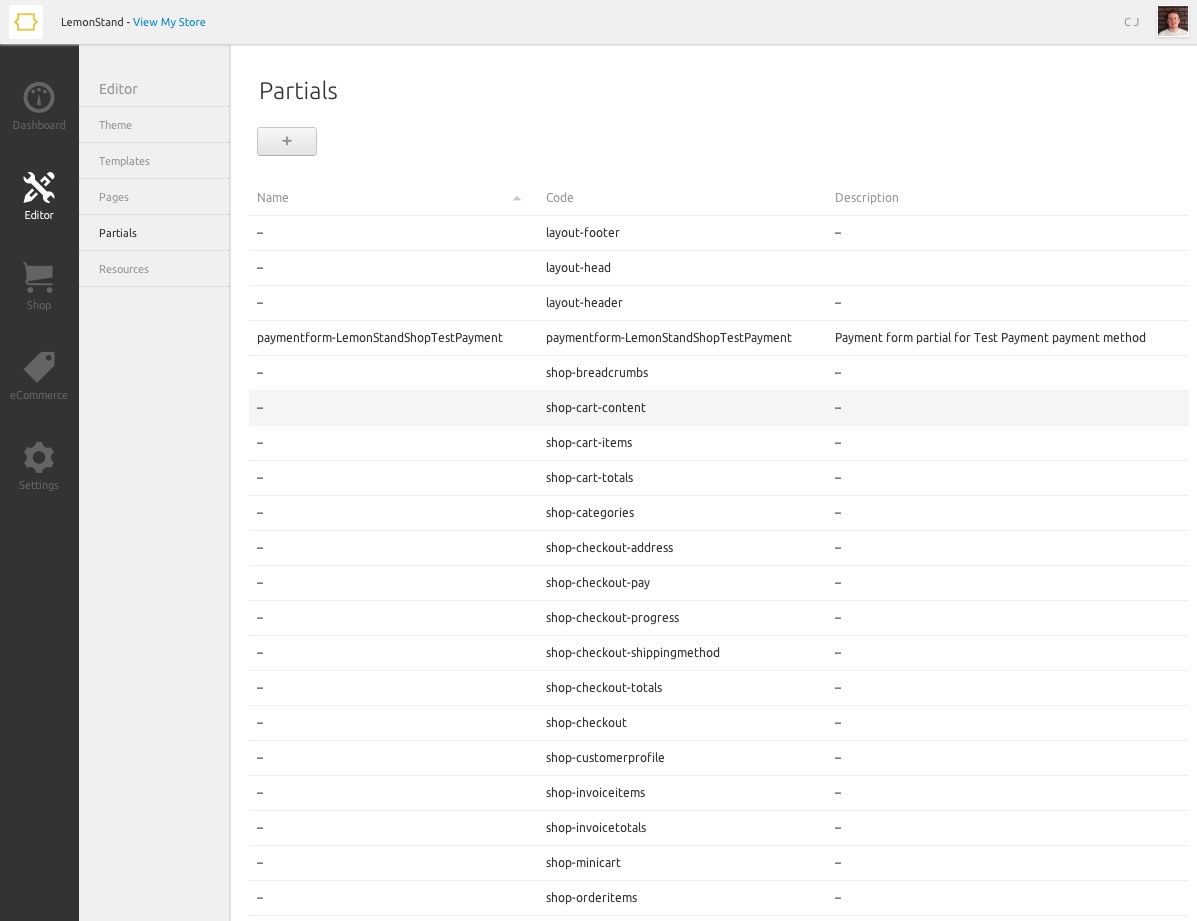 LemonStand - View My Store
C J
Dashboard
Editor
Shop
eCommerce
Settings
Editor
Theme
Templates
Pages
Partials
Resources
Partials
+
Name Code Description
– layout-footer –
– layout-head
– layout-header –
paymentform-LemonStandShopTestPayment paymentform-LemonStandShopTestPayment Payment form partial for Test Payment payment method
– shop-breadcrumbs –
– shop-cart-content –
– shop-cart-items –
– shop-cart-totals –
– shop-categories –
– shop-checkout-address –
– shop-checkout-pay –
– shop-checkout-progress –
– shop-checkout-shippingmethod –
– shop-checkout-totals –
– shop-checkout –
– shop-customerprofile –
– shop-invoiceitems –
– shop-invoicetotals –
– shop-minicart –
– shop-orderitems –